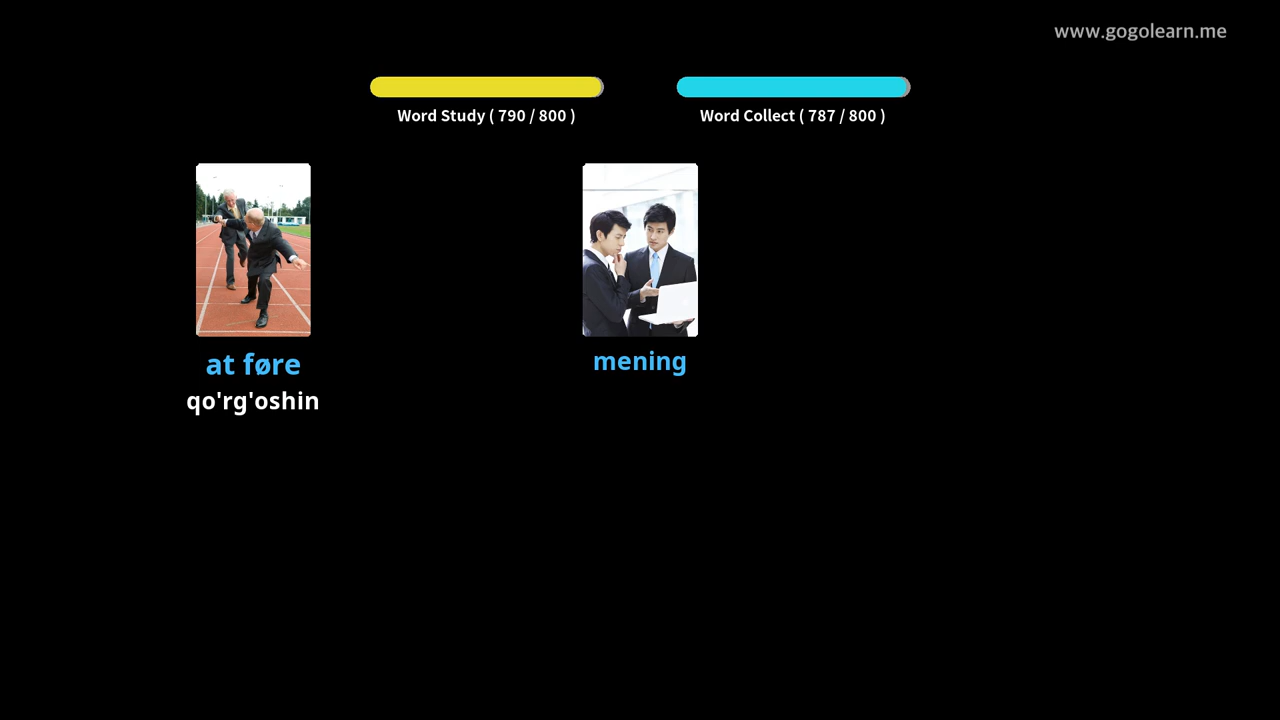 www.gogolearn.me
Word Study ( 790 / 800 )
Word Collect ( 787 / 800 )
at føre
qo'rg'oshin
mening